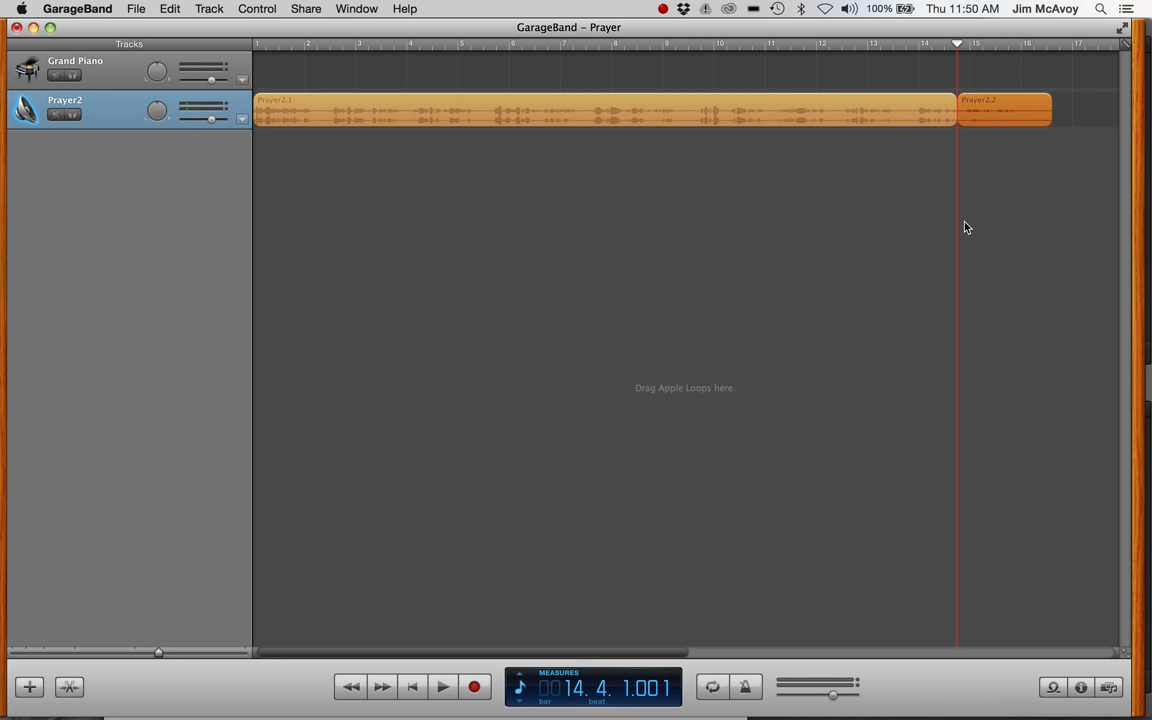 GarageBand File Edit Track Control Share Window Help 100% Thu 11:50 AM Jim McAvoy
GarageBand – Prayer
Tracks
1 2 3 4 5 6 7 8 9 10 11 12 13 14 15 16 17
Grand Piano
Prayer2
Prayer2.1
Prayer2.2
Drag Apple Loops here.
MEASURES
14. 4. 1.001
bar beat